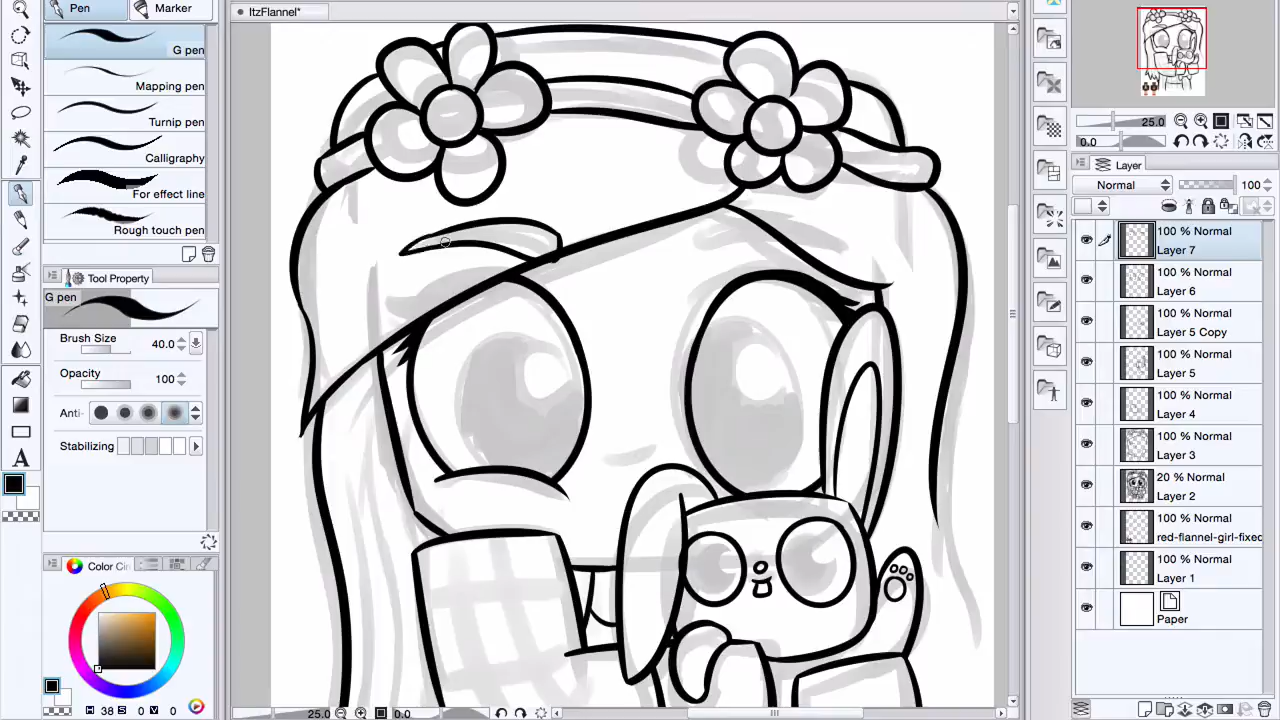 Pen
Marker
G pen
Mapping pen
Turnip pen
Calligraphy
For effect line
Rough touch pen
Tool Property
G pen
Brush Size 40.0
Opacity 100
Anti-
Stabilizing
Color Cir
H 38 S 0 V 0
ItzFlannel*
25.0 0.0
25.0
0.0
Layer
Normal 100
100 % Normal
Layer 7
100 % Normal
Layer 6
100 % Normal
Layer 5 Copy
100 % Normal
Layer 5
100 % Normal
Layer 4
100 % Normal
Layer 3
20 % Normal
Layer 2
100 % Normal
red-flannel-girl-fixed
100 % Normal
Layer 1
Paper